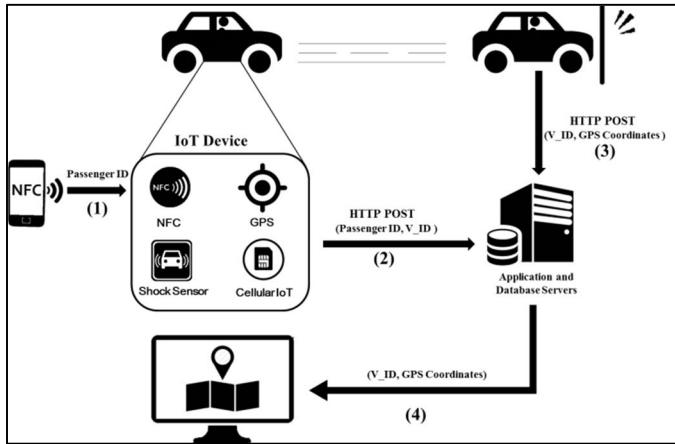 IoT Device
HTTP POST
(V_ID, GPS Coordinates )
(3)
NFC
Passenger ID
(1)
NFC
NFC
GPS
Shock Sensor
Cellular IoT
HTTP POST
(Passenger ID, V_ID )
(2)
Application and
Database Servers
(V_ID, GPS Coordinates)
(4)